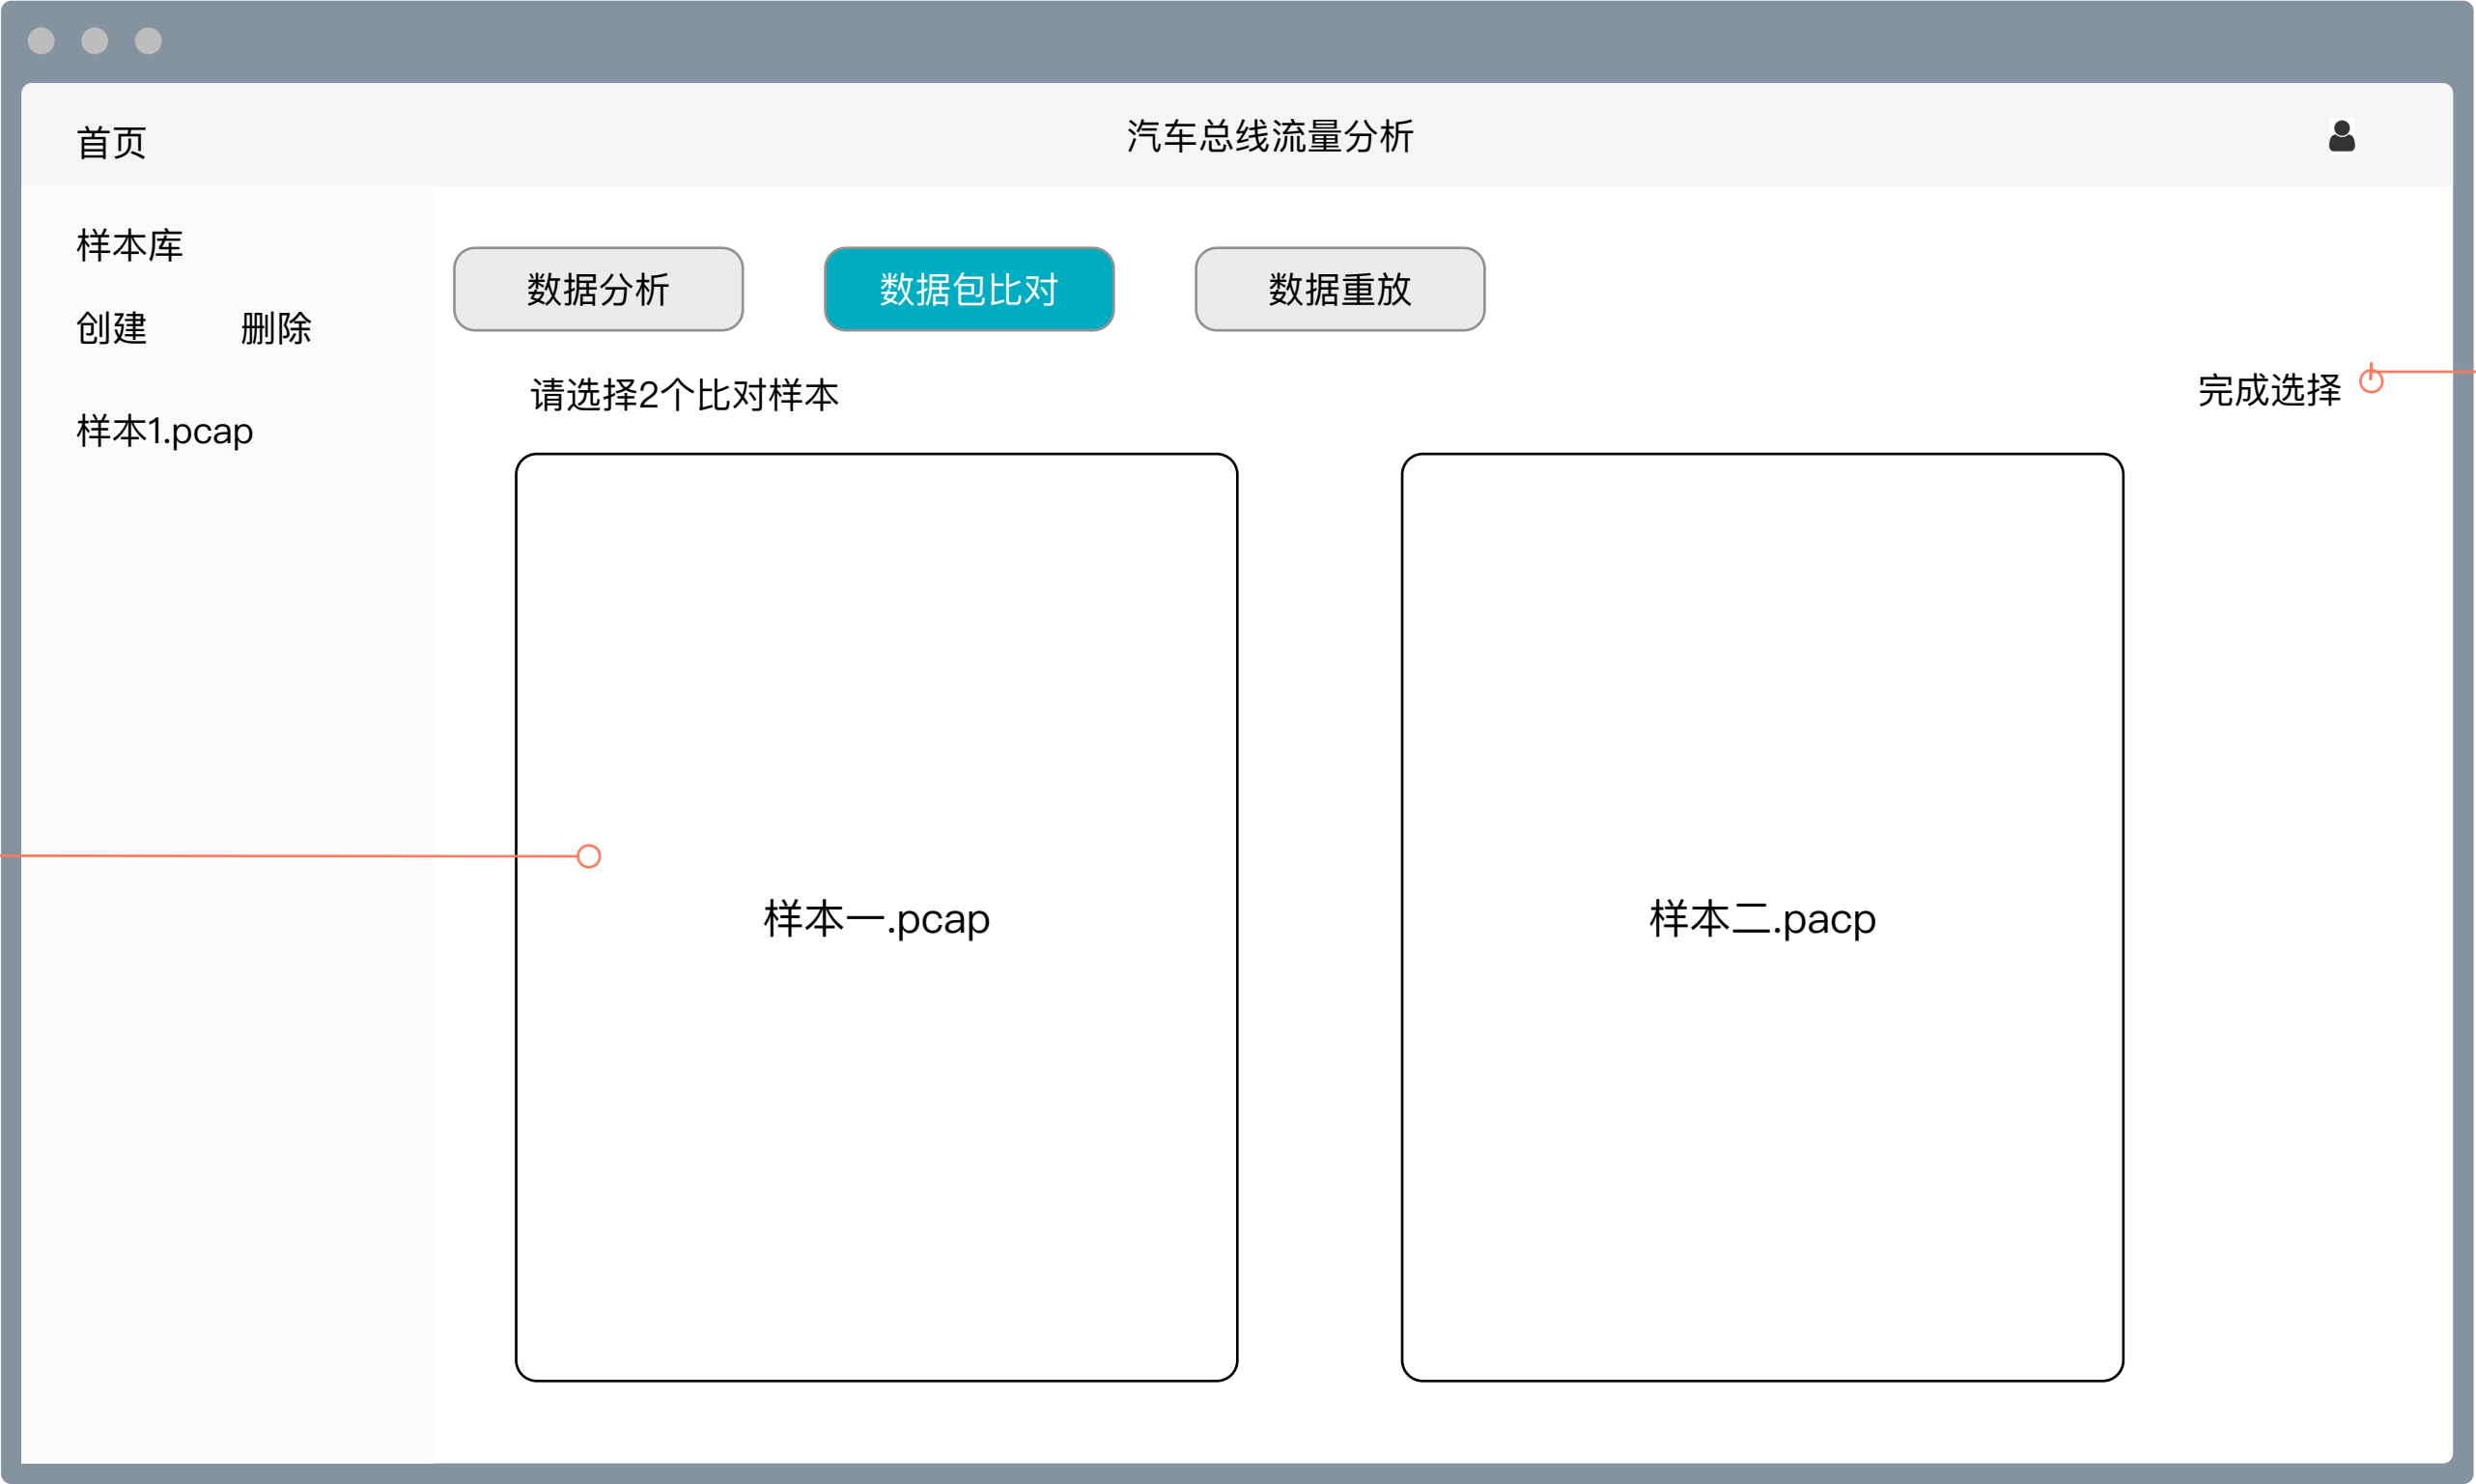 首页
汽车总线流量分析
样本库
创建
删除
样本1.pcap
数据分析
数据包比对
数据重放
请选择2个比对样本
完成选择
样本一.pcap
样本二.pacp